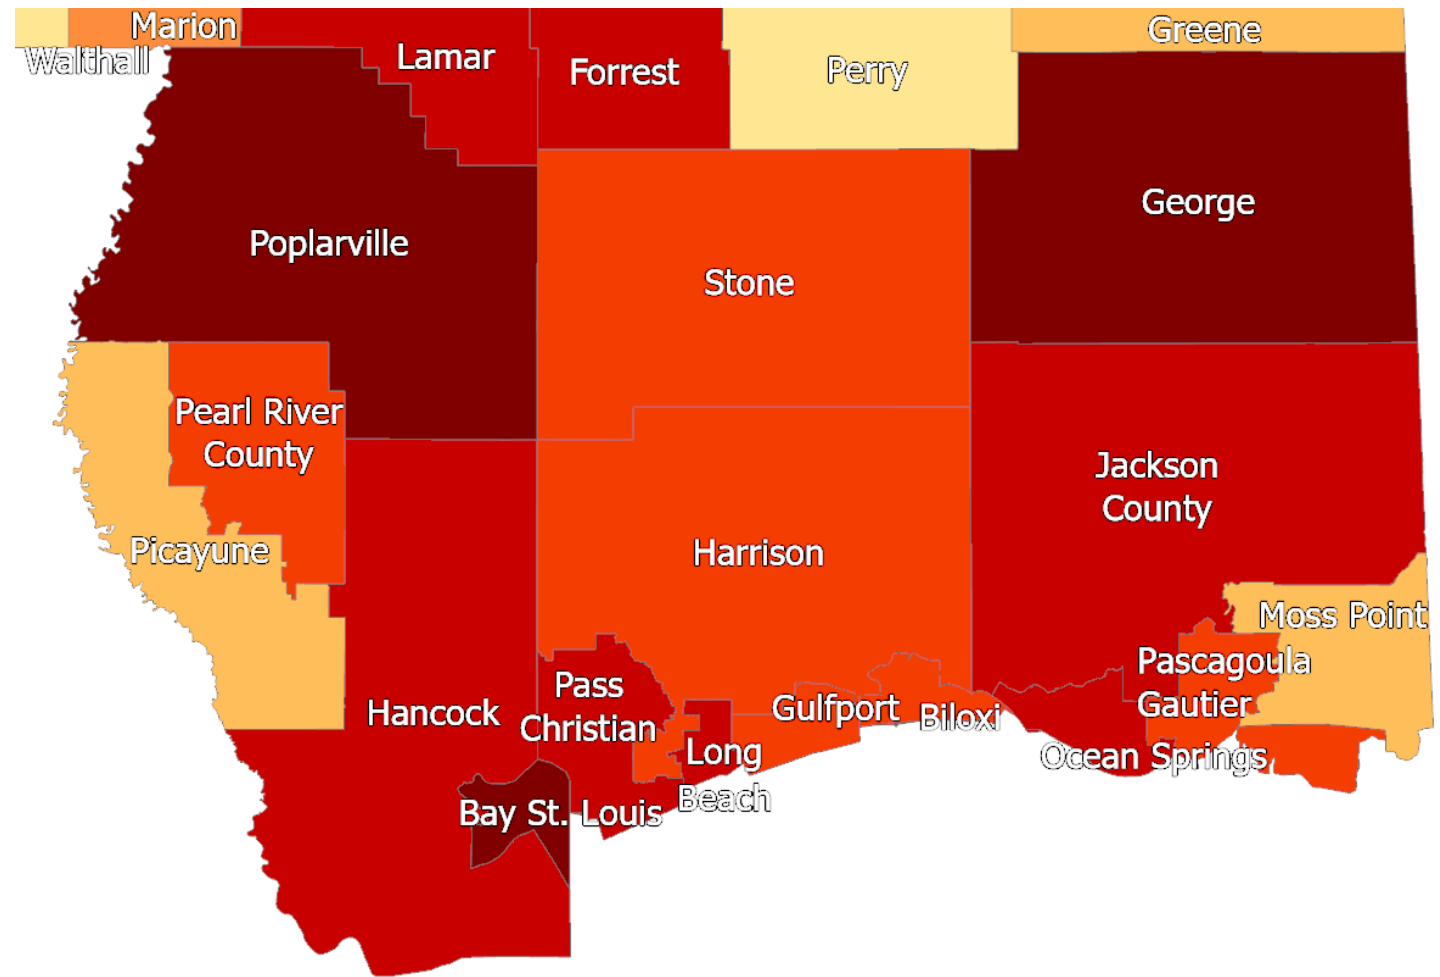 Marion
Greene
Walthall
Lamar
Forrest
Perry
George
Poplarville
Stone
Pearl River
County
Jackson
County
Picayune
Harrison
Moss Point
Pascagoula
Gautier
Pass
Christian
Hancock
Gulfport
Biloxi
Long
Beach
Ocean Springs
Bay St. Louis